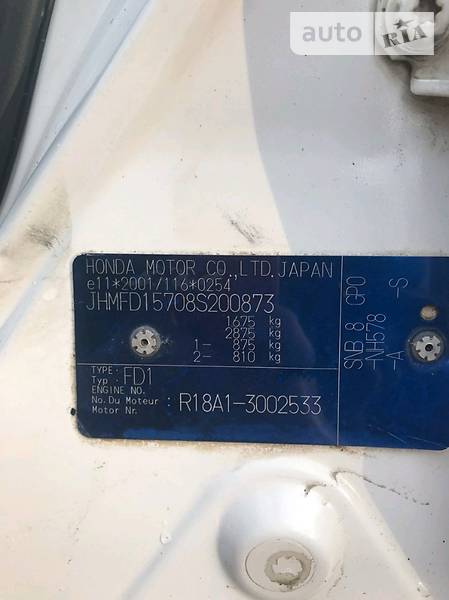 auto RIA
HONDA MOTOR CO.,LTD.JAPAN
e11*2001/116*0254
JHMFD15708S200873
1675 kg
2875 kg
1- 875 kg
2- 810 kg
TYPE:
Typ: FD1
ENGINE NO.
No.Du Moteur: R18A1-3002533
Motor Nr.
SNB 8 GPO
-NH578 -S
-A